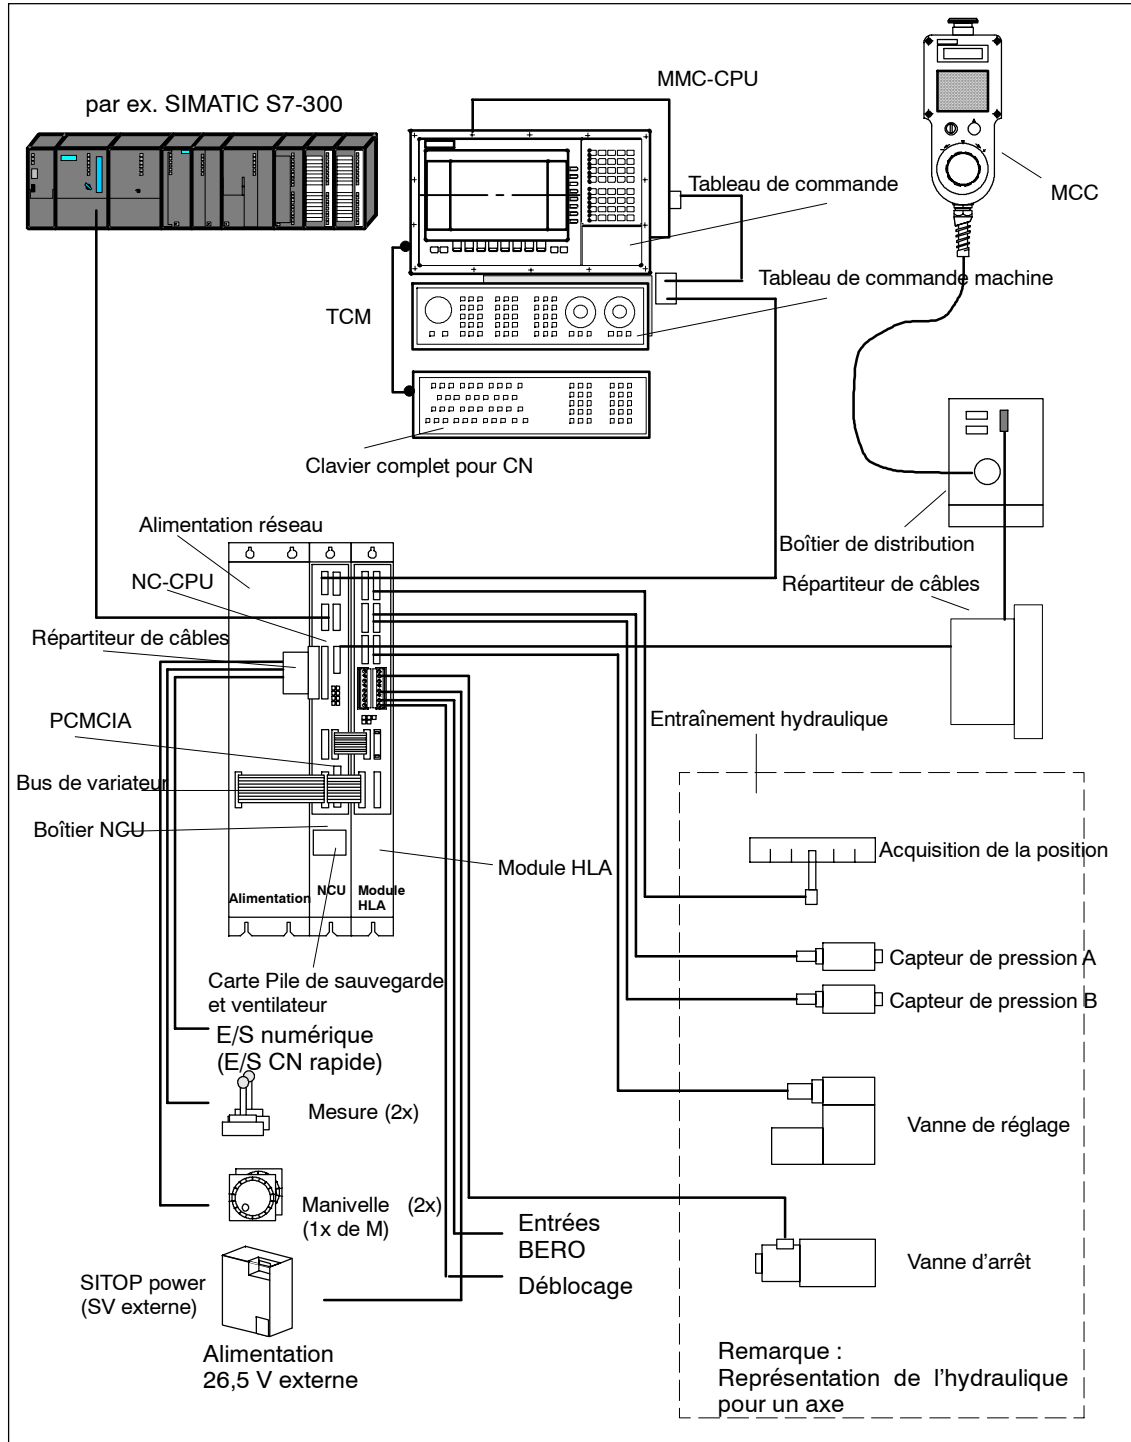 MMC-CPU
par ex. SIMATIC S7-300
Tableau de commande
MCC
Tableau de commande machine
TCM
Clavier complet pour CN
Alimentation réseau
Boîtier de distribution
NC-CPU
Répartiteur de câbles
Répartiteur de câbles
PCMCIA
Entraînement hydraulique
Bus de variateur
Boîtier NCU
Acquisition de la position
Module HLA
Alimentation
NCU
Module
HLA
Capteur de pression A
Carte Pile de sauvegarde
et ventilateur
Capteur de pression B
E/S numérique
(E/S CN rapide)
Mesure (2x)
Vanne de réglage
Manivelle (2x)
(1x de M)
Entrées
BERO
Vanne d'arrêt
SITOP power
(SV externe)
Déblocage
Alimentation
26,5 V externe
Remarque :
Représentation de l'hydraulique
pour un axe